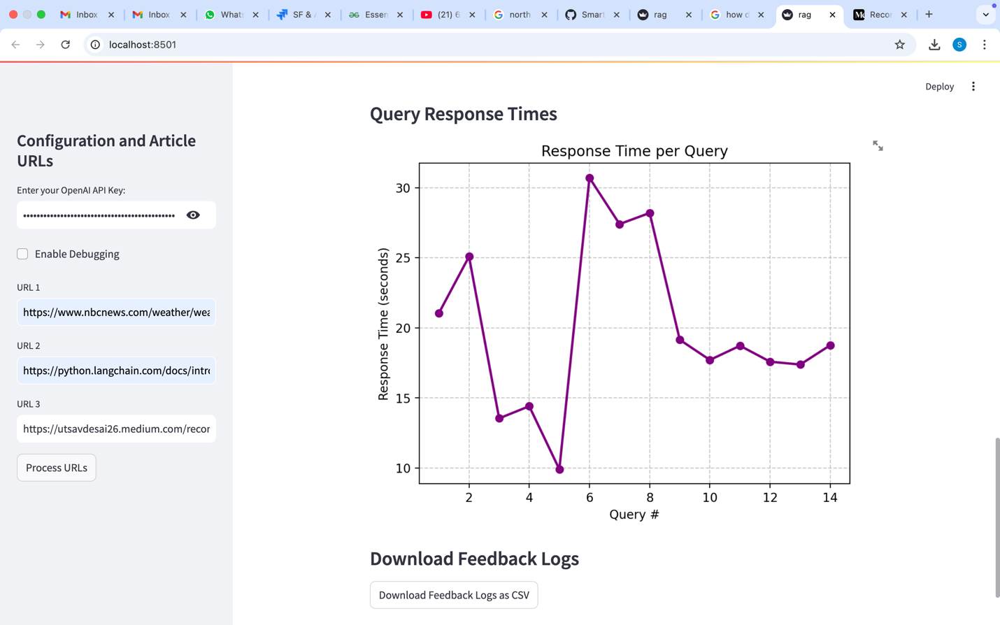 Inbox
Inbox
Whats
SF & A
Essen
(21) 6
north
Smart
rag
how d
rag
Recor
localhost:8501
S
Deploy
Configuration and Article
URLs
Enter your OpenAI API Key:
Enable Debugging
URL 1
https://www.nbcnews.com/weather/wea
URL 2
https://python.langchain.com/docs/intro
URL 3
https://utsavdesai26.medium.com/recor
Process URLs
Query Response Times
Response Time per Query
Response Time (seconds)
30
25
20
15
10
2 4 6 8 10 12 14
Query #
Download Feedback Logs
Download Feedback Logs as CSV